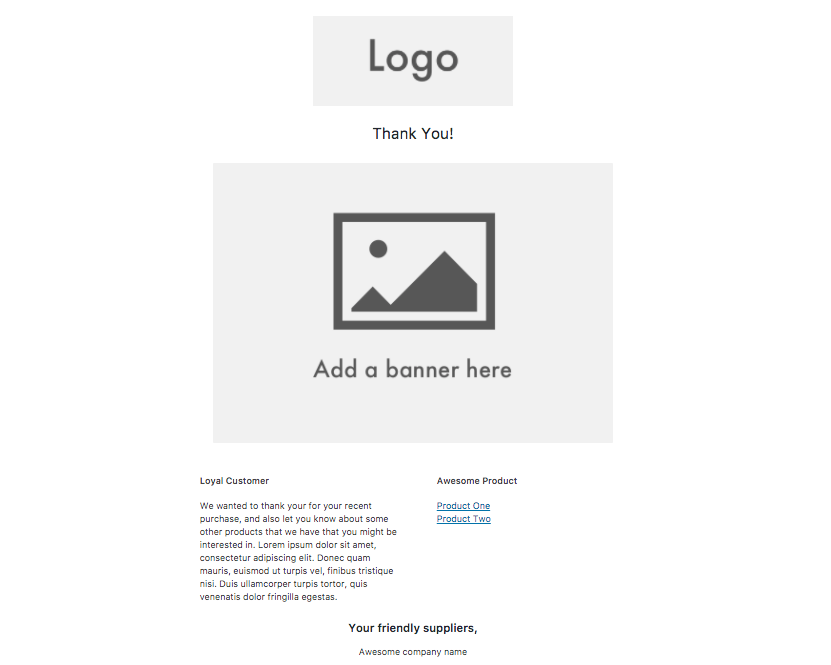 Logo
Thank You!
Add a banner here
Loyal Customer
We wanted to thank your for your recent
purchase, and also let you know about some
other products that we have that you might be
interested in. Lorem ipsum dolor sit amet,
consectetur adipiscing elit. Donec quam
mauris, euismod ut turpis vel, finibus tristique
nisi. Duis ullamcorper turpis tortor, quis
venenatis dolor fringilla egestas.
Awesome Product
Product One
Product Two
Your friendly suppliers,
Awesome company name